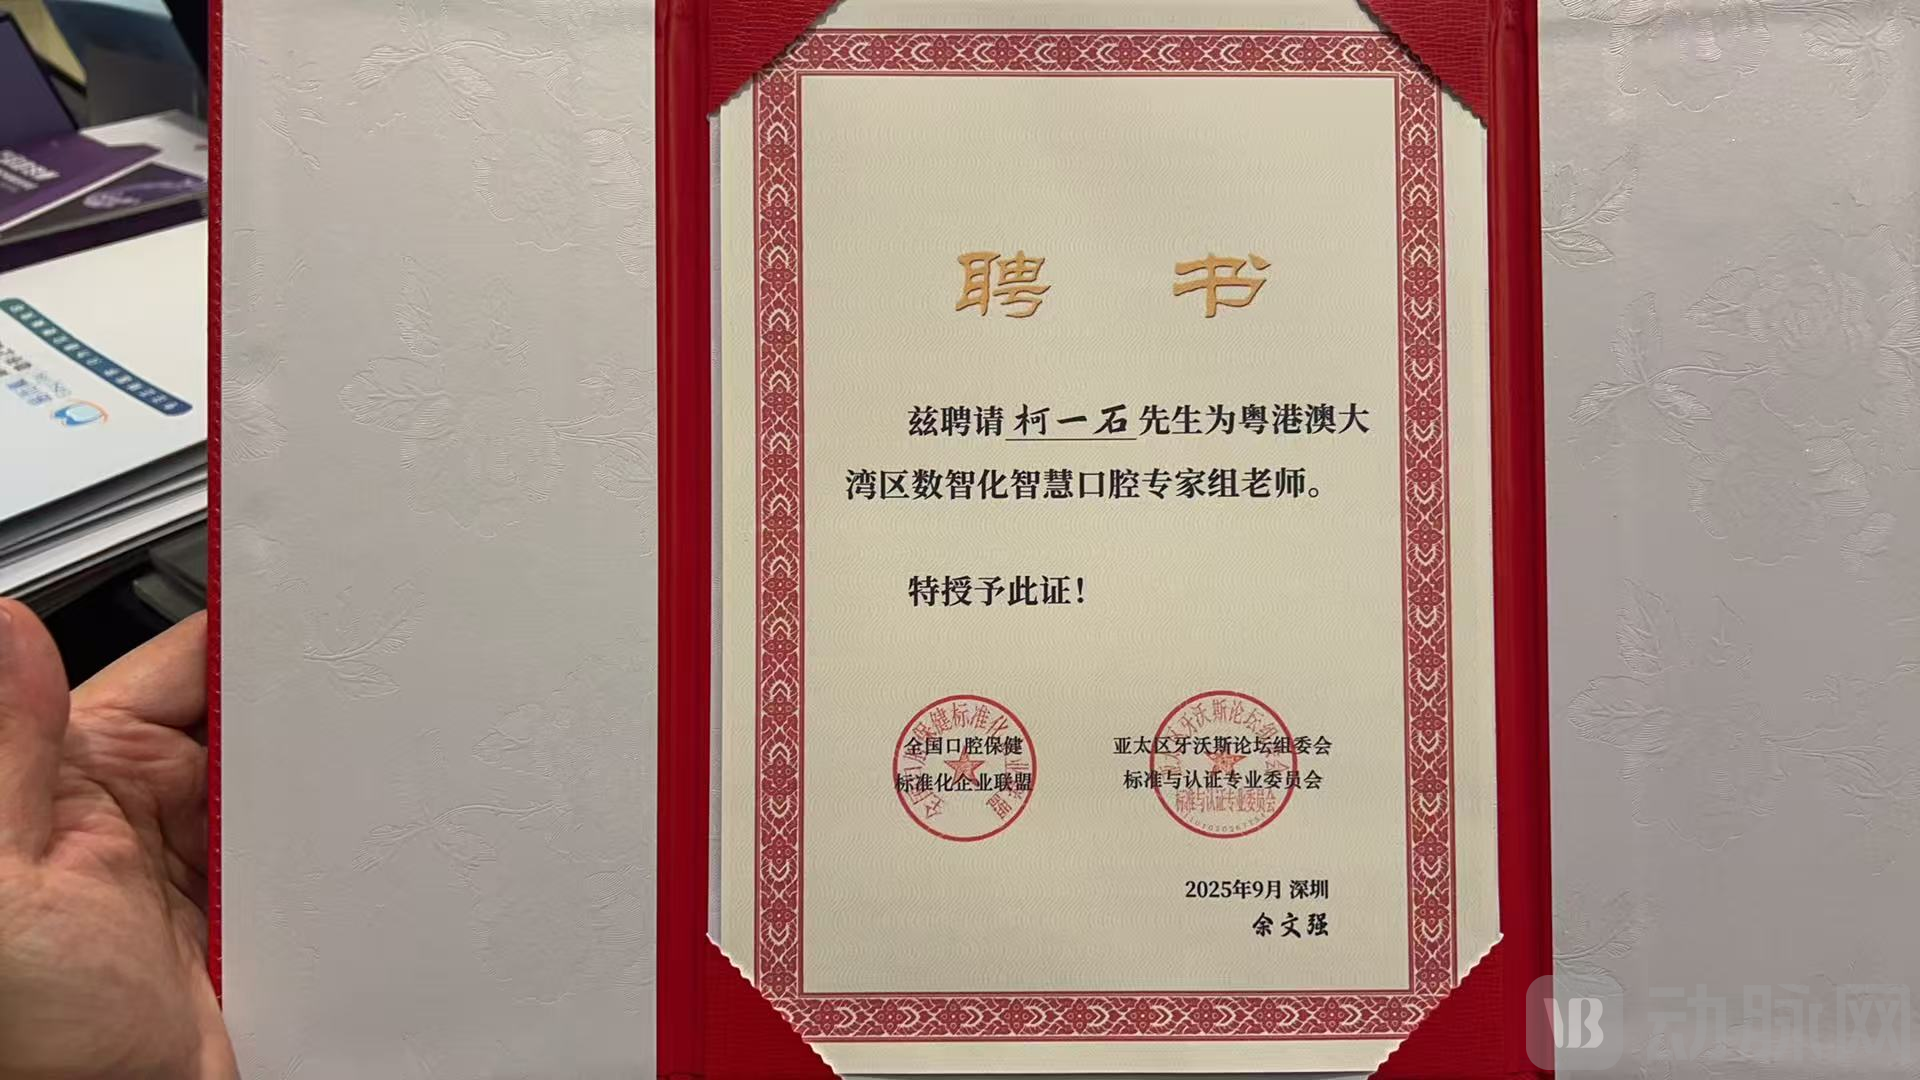 聘 书
兹聘请 柯一石 先生为粤港澳大
湾区数智化智慧口腔专家组老师。
特授予此证！
全国口腔保健
标准化企业联盟
亚太区牙沃斯论坛组委会
标准与认证专业委员会
2025年9月 深圳
余文强
VB 动脉网